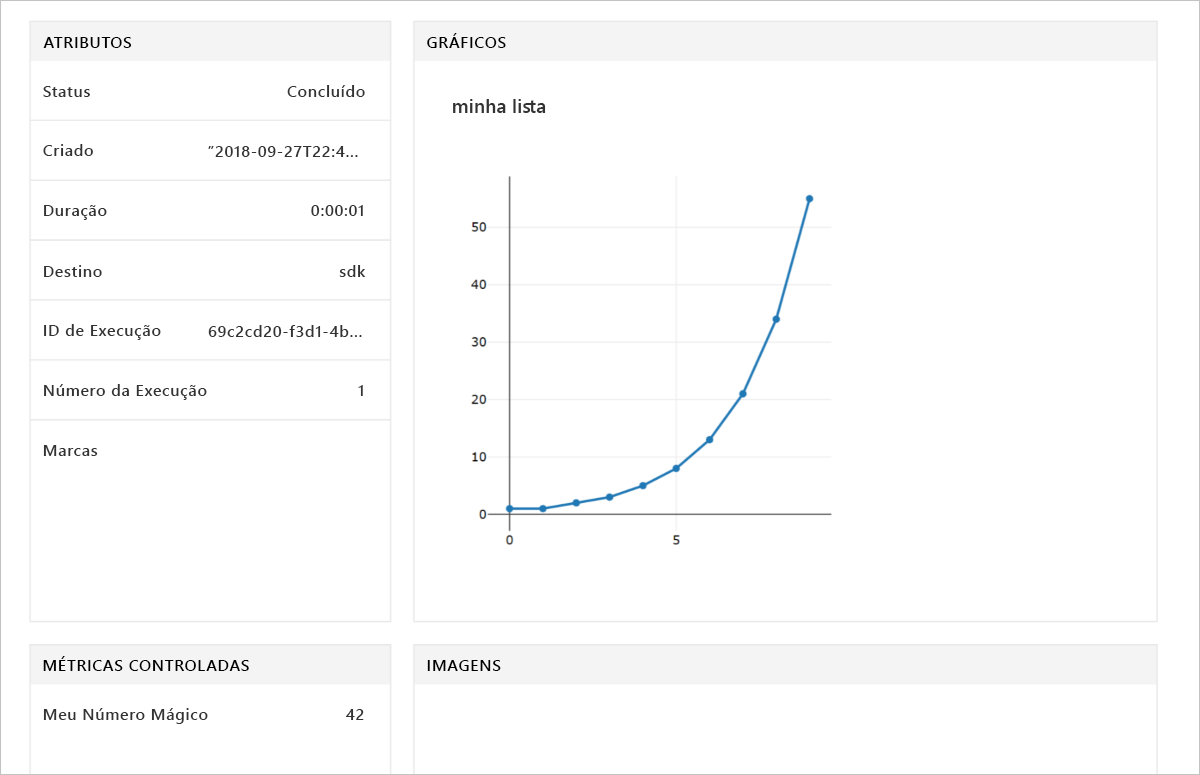 ATRIBUTOS
Status Concluído
Criado "2018-09-27T22:4...
Duração 0:00:01
Destino sdk
ID de Execução 69c2cd20-f3d1-4b...
Número da Execução 1
Marcas
GRÁFICOS
minha lista
50
40
30
20
10
0
0 5
MÉTRICAS CONTROLADAS
Meu Número Mágico 42
IMAGENS